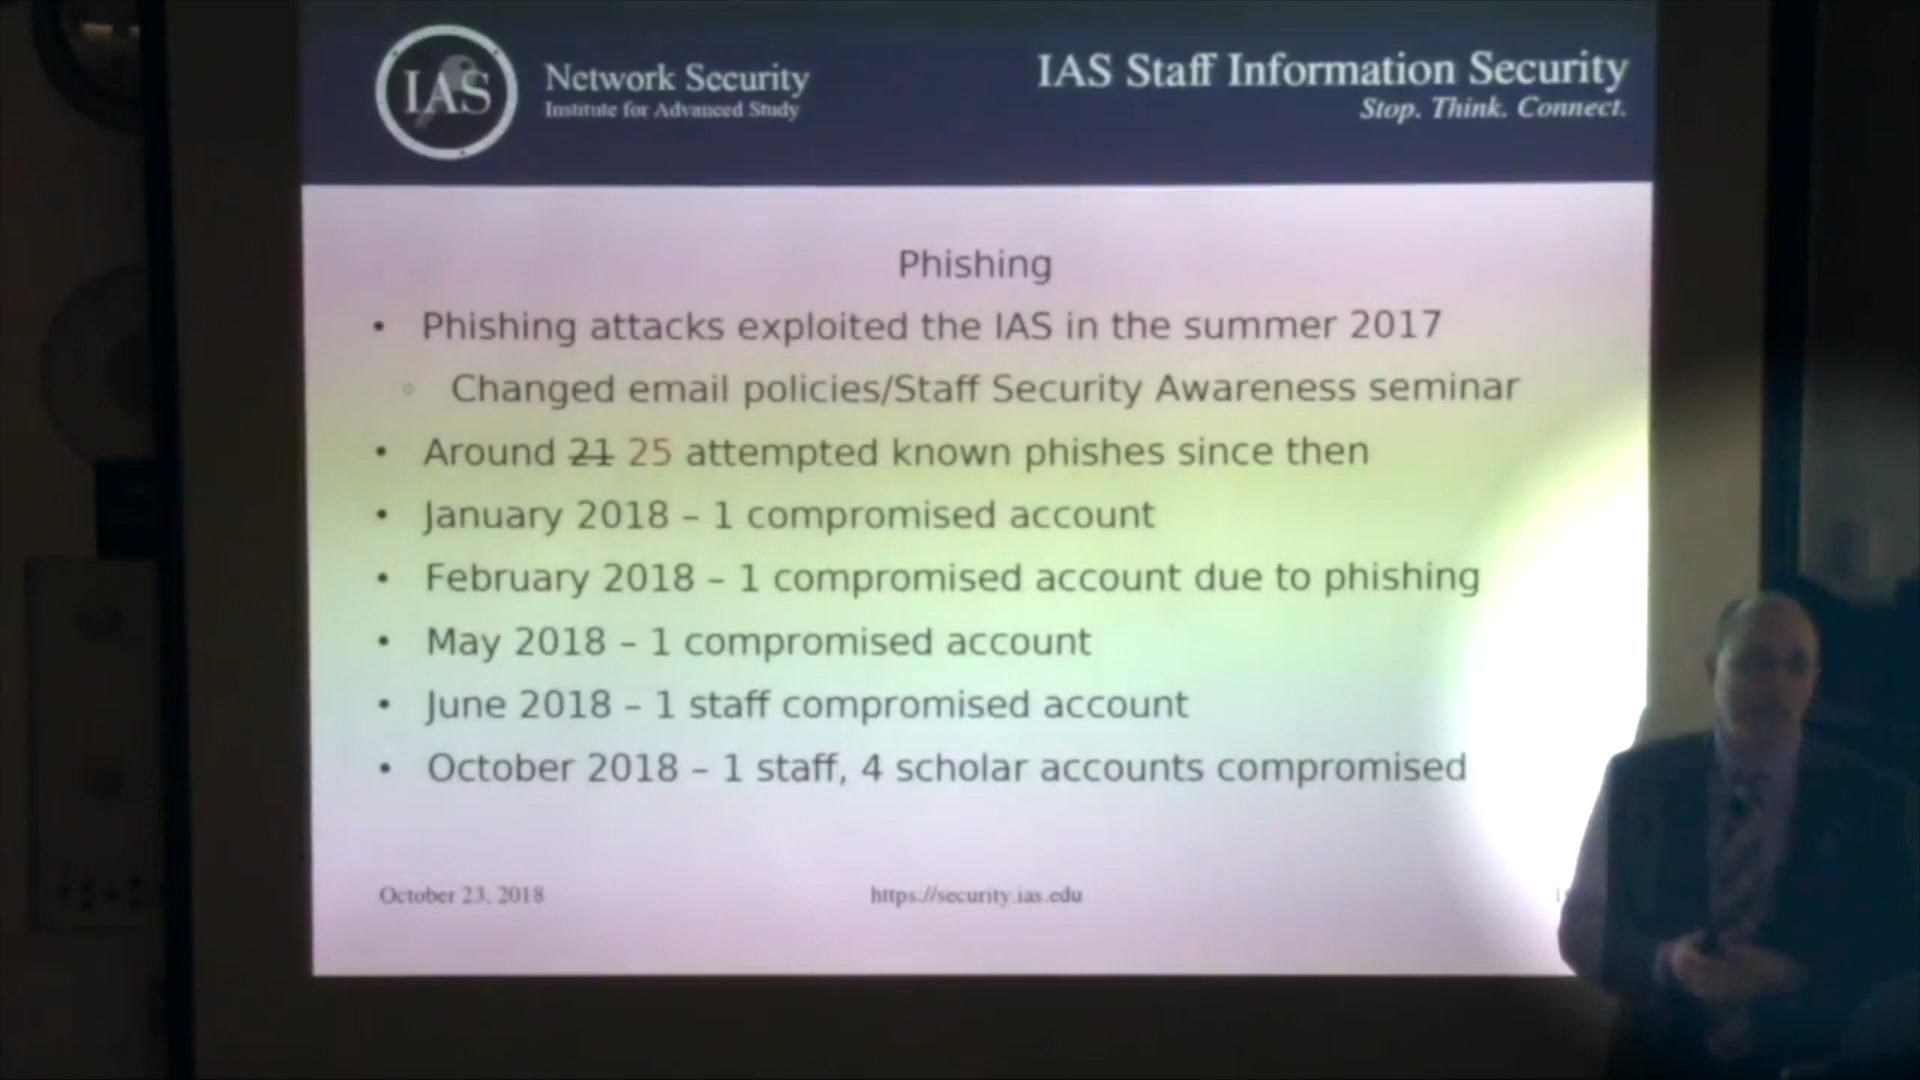 IAS
Network Security
Institute for Advanced Study
IAS Staff Information Security
Stop. Think. Connect.
Phishing
• Phishing attacks exploited the IAS in the summer 2017
◦ Changed email policies/Staff Security Awareness seminar
• Around 21 25 attempted known phishes since then
• January 2018 – 1 compromised account
• February 2018 – 1 compromised account due to phishing
• May 2018 – 1 compromised account
• June 2018 – 1 staff compromised account
• October 2018 – 1 staff, 4 scholar accounts compromised
October 23, 2018
https://security.ias.edu